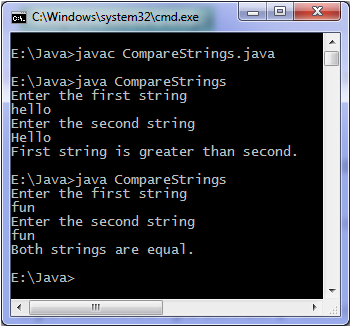 C:\Windows\system32\cmd.exe
E:\Java>javac CompareStrings.java
E:\Java>java CompareStrings
Enter the first string
hello
Enter the second string
Hello
First string is greater than second.
E:\Java>java CompareStrings
Enter the first string
fun
Enter the second string
fun
Both strings are equal.
E:\Java>